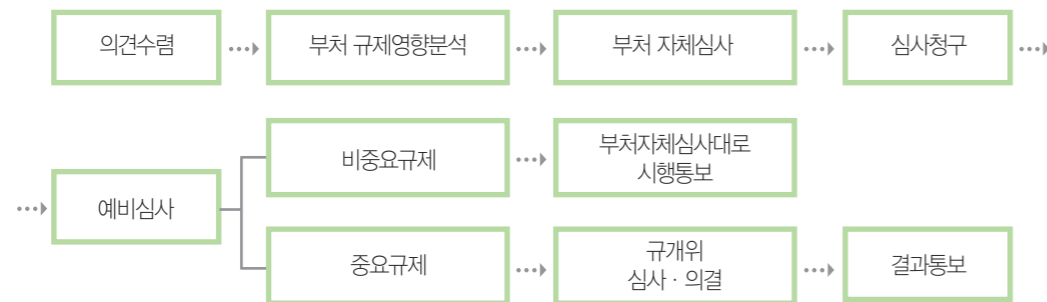 의견수렴
부처 규제영향분석
부처 자체심사
심사청구
예비심사
비중요규제
부처자체심사대로
시행통보
중요규제
규개위
심사 · 의결
결과통보